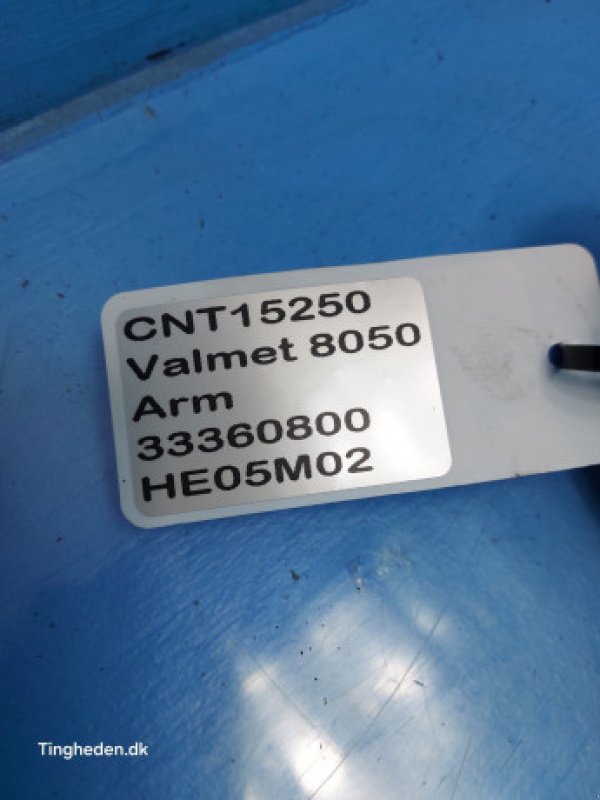 CNT15250
Valmet 8050
Arm
33360800
HE05M02
Tingheden.dk